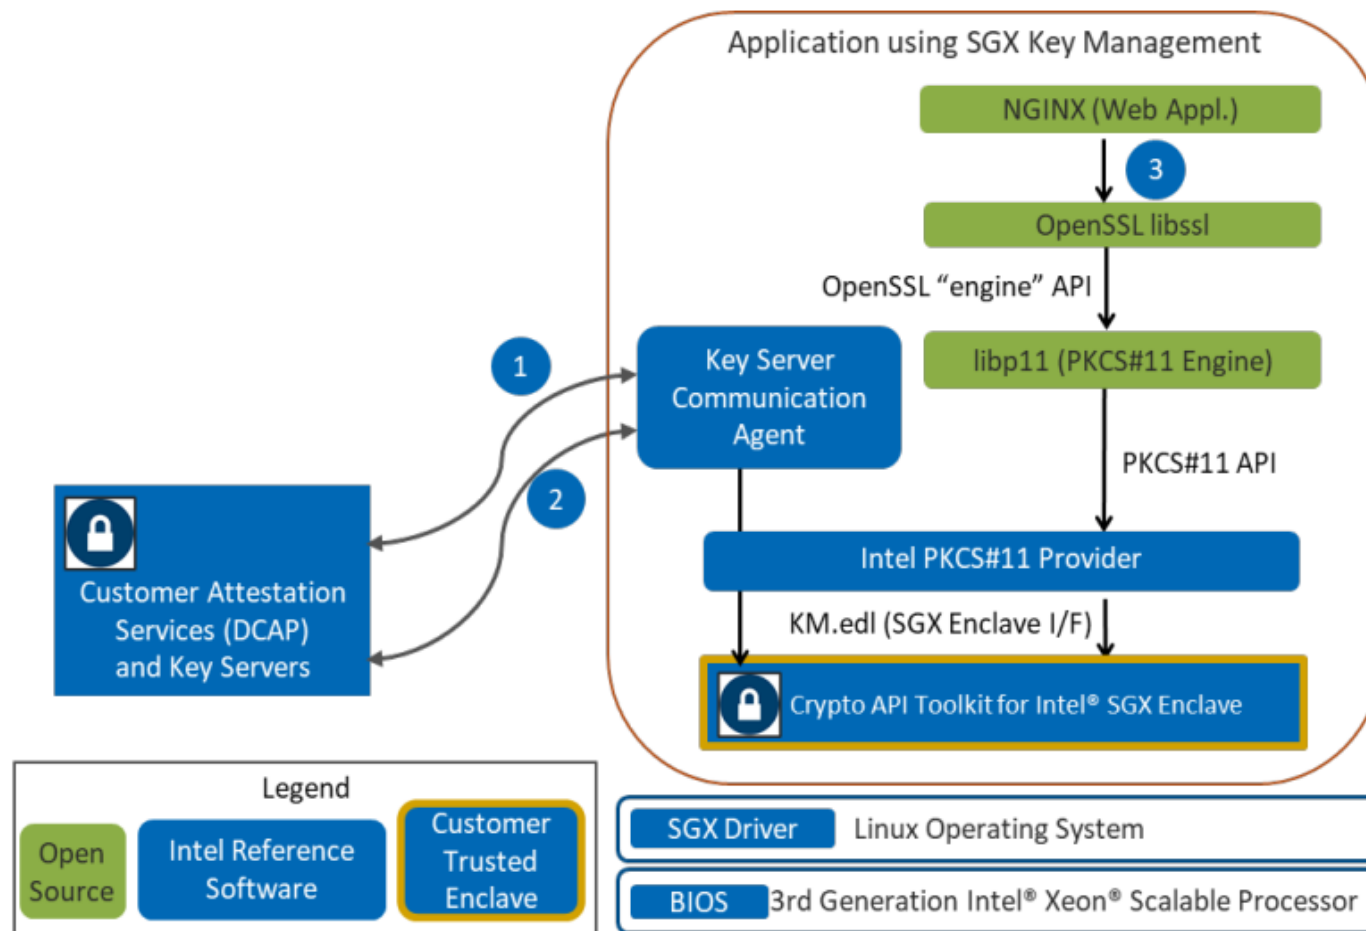 Application using SGX Key Management
NGINX (Web Appl.)
3
OpenSSL libssl
OpenSSL “engine” API
1
Key Server
Communication
Agent
libp11 (PKCS#11 Engine)
PKCS#11 API
2
Customer Attestation
Services (DCAP)
and Key Servers
Intel PKCS#11 Provider
KM.edl (SGX Enclave I/F)
Crypto API Toolkit for Intel® SGX Enclave
Legend
Open
Source
Intel Reference
Software
Customer
Trusted
Enclave
SGX Driver
Linux Operating System
BIOS
3rd Generation Intel® Xeon® Scalable Processor